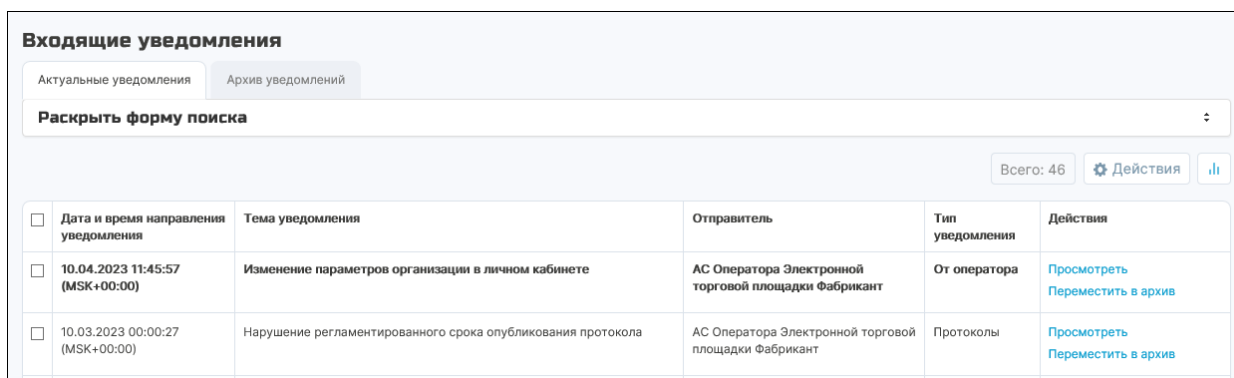 Входящие уведомления
Актуальные уведомления Архив уведомлений
Раскрыть форму поиска
Всего: 46 Действия
Дата и время направления уведомления Тема уведомления Отправитель Тип уведомления Действия
10.04.2023 11:45:57 (MSK+00:00) Изменение параметров организации в личном кабинете АС Оператора Электронной торговой площадки Фабрикант От оператора Просмотреть
Переместить в архив
10.03.2023 00:00:27 (MSK+00:00) Нарушение регламентированного срока опубликования протокола АС Оператора Электронной торговой площадки Фабрикант Протоколы Просмотреть
Переместить в архив